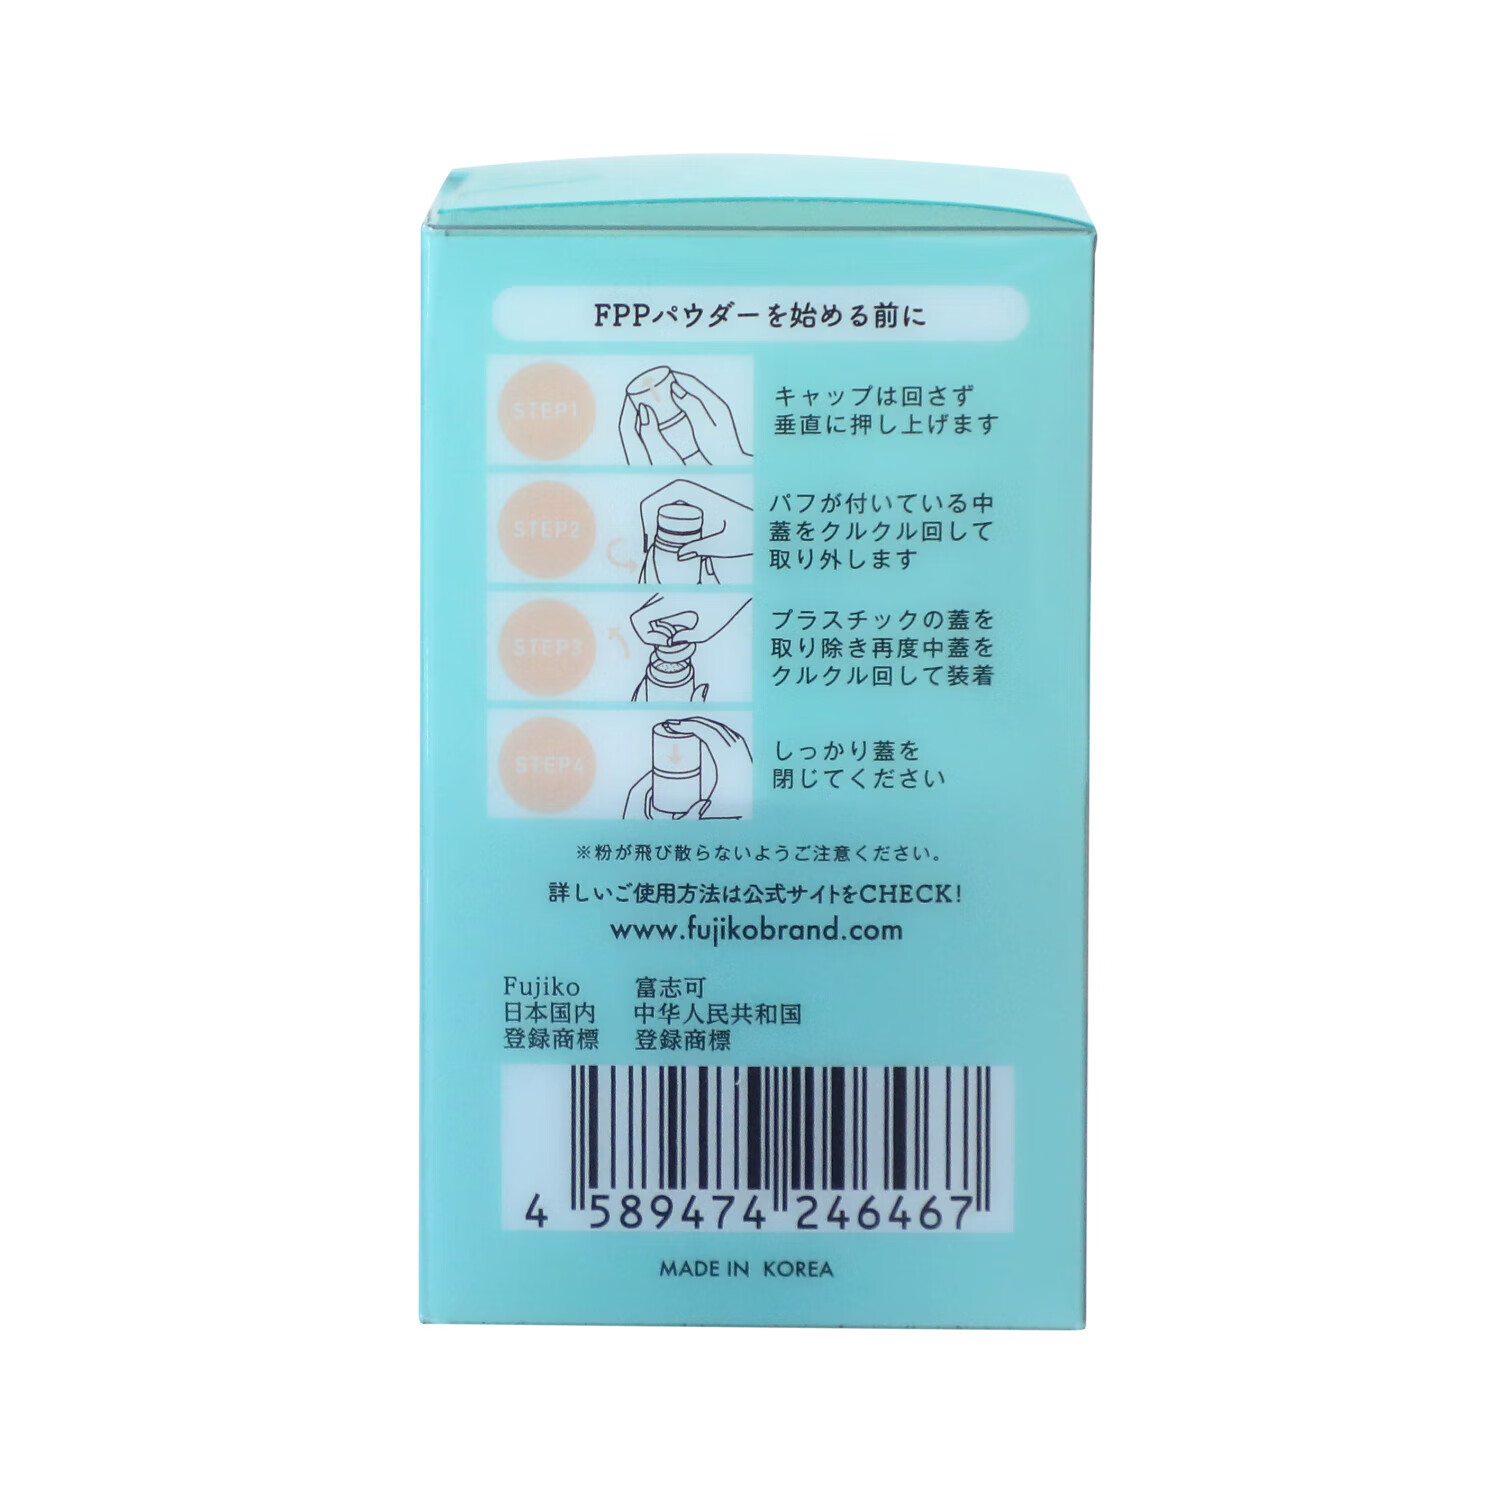 FPPパウダーを始める前に
STEP1
キャップは回さず
垂直に押し上げます
STEP2
パフが付いている中
蓋をクルクル回して
取り外します
STEP3
プラスチックの蓋を
取り除き再度中蓋を
クルクル回して装着
STEP4
しっかり蓋を
閉じてください
※粉が飛び散らないようご注意ください。
詳しいご使用方法は公式サイトをCHECK!
www.fujikobrand.com
Fujiko
日本国内
登録商標
富志可
中华人民共和国
登録商標
4 589474 246467
MADE IN KOREA